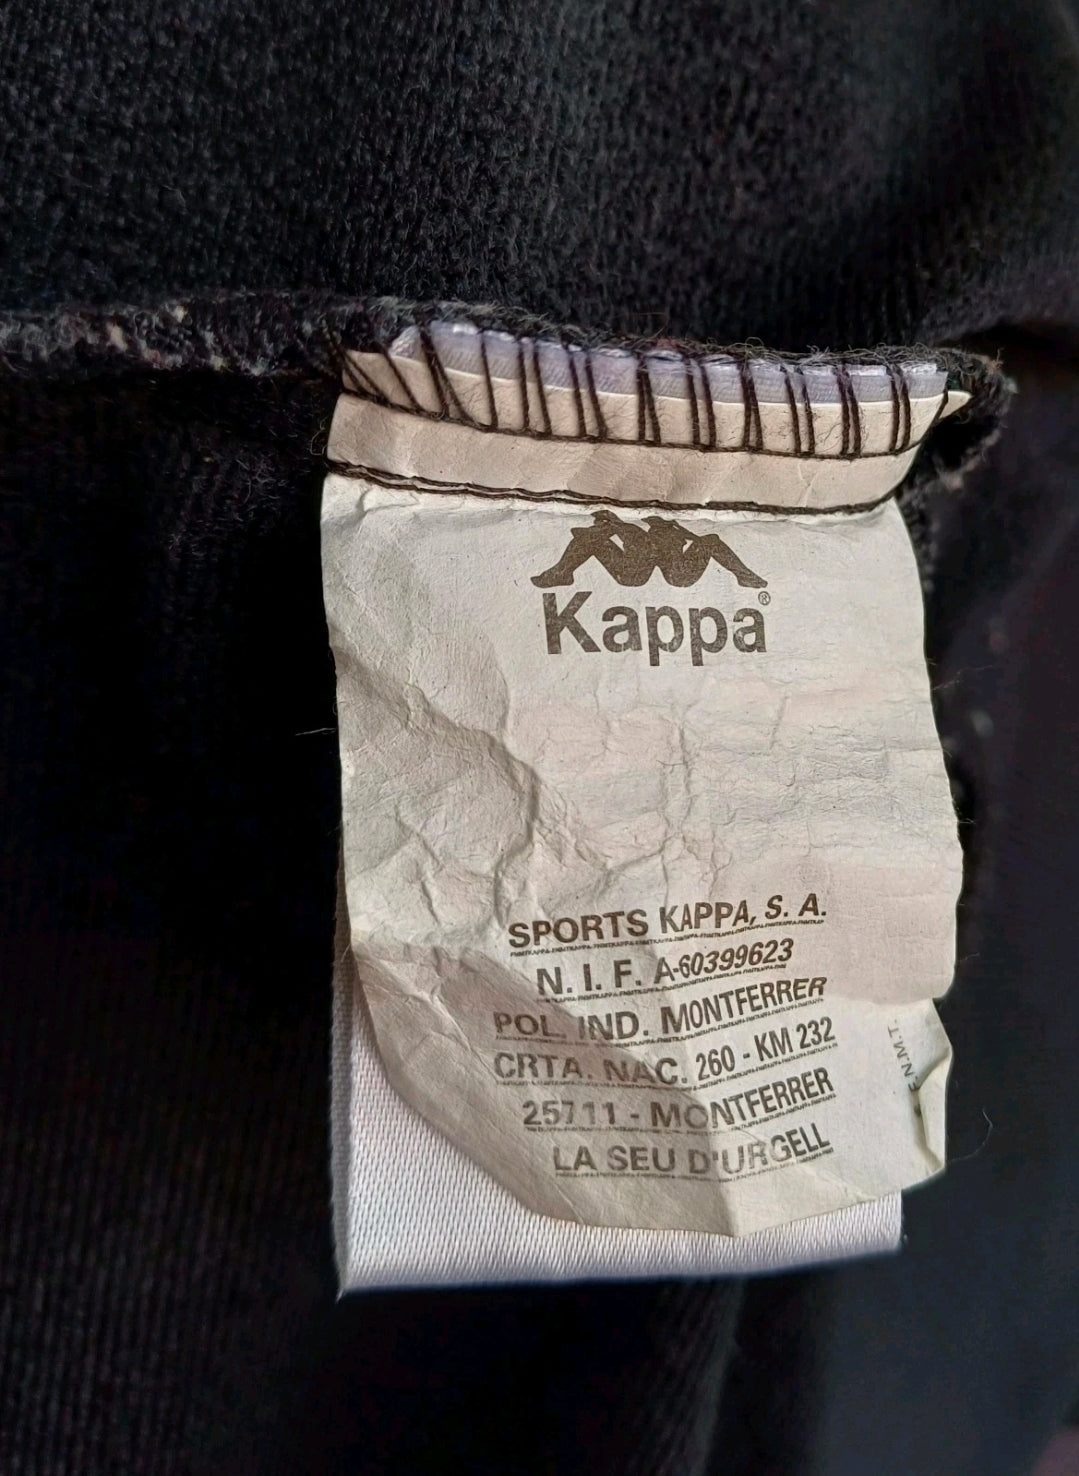 Kappa®
SPORTS KAPPA, S. A.
N. I. F. A-60399623
POL. IND. MONTFERRER
CRTA. NAC. 260 - KM 232
25711 - MONTFERRER
LA SEU D'URGELL
F.N.M.T.